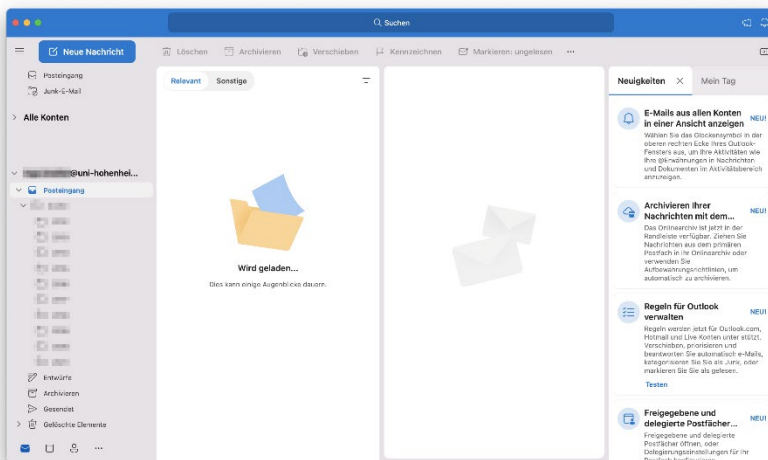 Suchen
Neue Nachricht
Löschen
Archivieren
Verschieben
Kennzeichnen
Markieren: ungelesen
Posteingang
Junk-E-Mail
Alle Konten
@uni-hohenhei...
Posteingang
Entwürfe
Archivieren
Gesendet
Gelöschte Elemente
Relevant
Sonstige
Wird geladen...
Dies kann einige Augenblicke dauern.
Neuigkeiten
Mein Tag
E-Mails aus allen Konten NEU!
in einer Ansicht anzeigen
Wählen Sie das Glockensymbol in der
oberen rechten Ecke Ihres Outlook-
Fensters aus, um Ihre Aktivitäten wie
Ihre @Erwähnungen in Nachrichten
und Dokumenten im Aktivitätsbereich
anzuzeigen.
Archivieren Ihrer NEU!
Nachrichten mit dem...
Das Onlinearchiv ist jetzt in der
Randleiste verfügbar. Ziehen Sie
Nachrichten aus dem primären
Postfach in Ihr Onlinearchiv oder
verwenden Sie
Aufbewahrungsrichtlinien, um
automatisch zu archivieren.
Regeln für Outlook NEU!
verwalten
Regeln werden jetzt für Outlook.com,
Hotmail und Live Konten unter stützt.
Verschieben, priorisieren und
beantworten Sie automatisch e-Mails,
kategorisieren Sie Sie als Junk, oder
markieren Sie Sie als gelesen.
Testen
Freigegebene und NEU!
delegierte Postfächer...
Freigegebene und delegierte
Postfächer öffnen, oder
Delegierungseinstellungen für Ihr